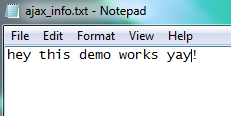 ajax_info.txt - Notepad
File Edit Format View Help
hey this demo works yay!